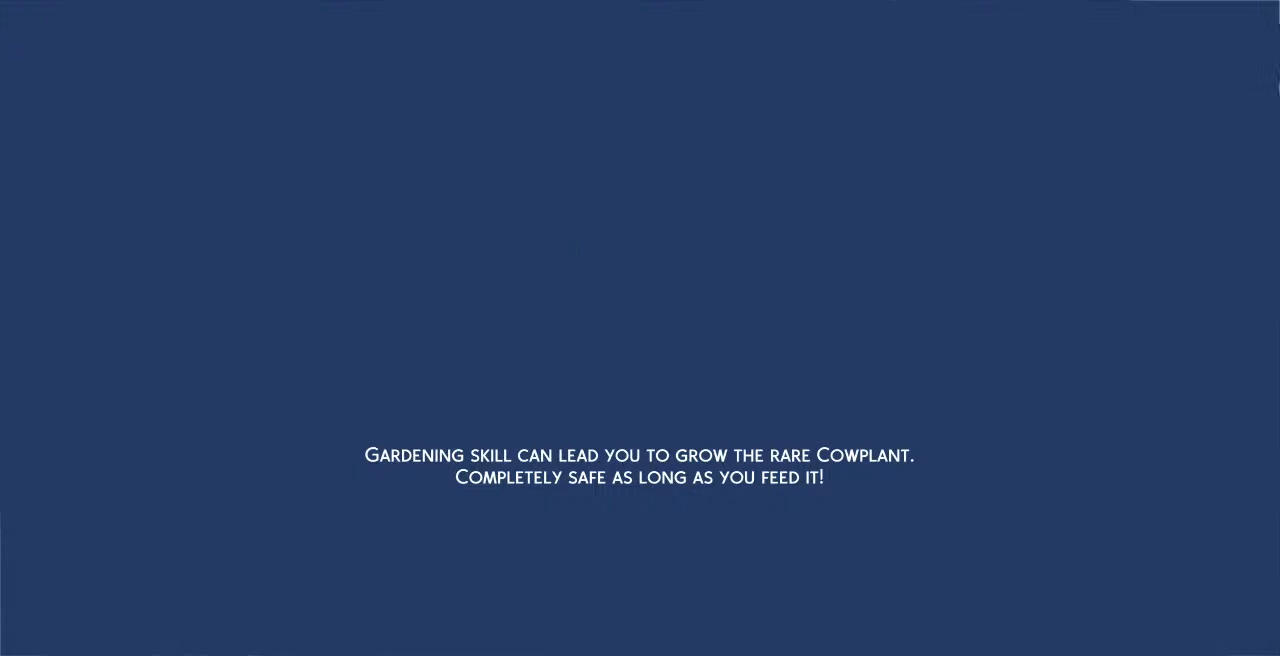 Gardening skill can lead you to grow the rare Cowplant.
Completely safe as long as you feed it!